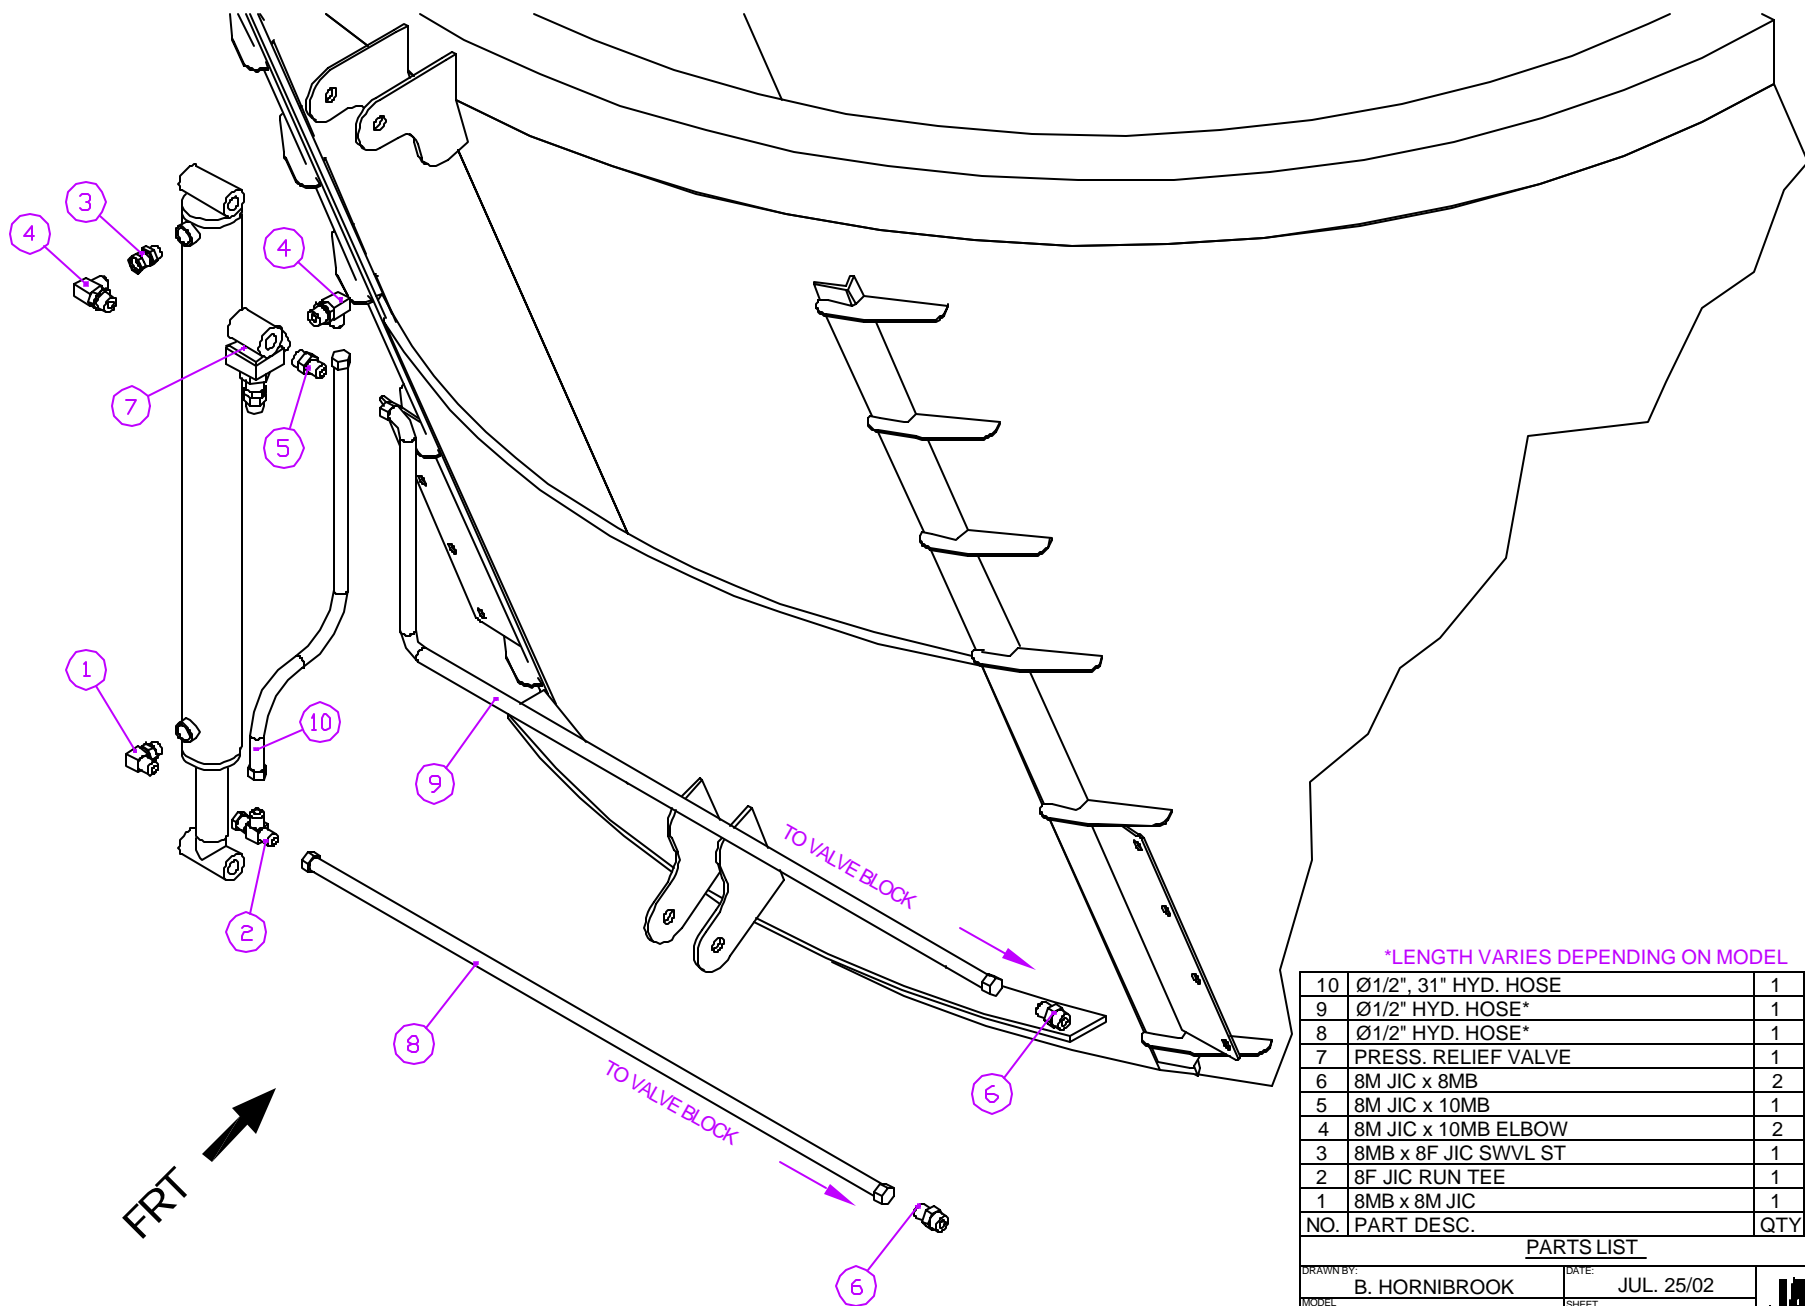 3
4
4
7
5
1
10
9
TO VALVE BLOCK
2
8
TO VALVE BLOCK
6
6
FRT
*LENGTH VARIES DEPENDING ON MODEL
10 Ø1/2", 31" HYD. HOSE 1
9 Ø1/2" HYD. HOSE* 1
8 Ø1/2" HYD. HOSE* 1
7 PRESS. RELIEF VALVE 1
6 8M JIC x 8MB 2
5 8M JIC x 10MB 1
4 8M JIC x 10MB ELBOW 2
3 8MB x 8F JIC SWVL ST 1
2 8F JIC RUN TEE 1
1 8MB x 8M JIC 1
NO. PART DESC. QTY
PARTS LIST
DRAWN BY: B. HORNIBROOK DATE: JUL. 25/02
MODEL SHEET